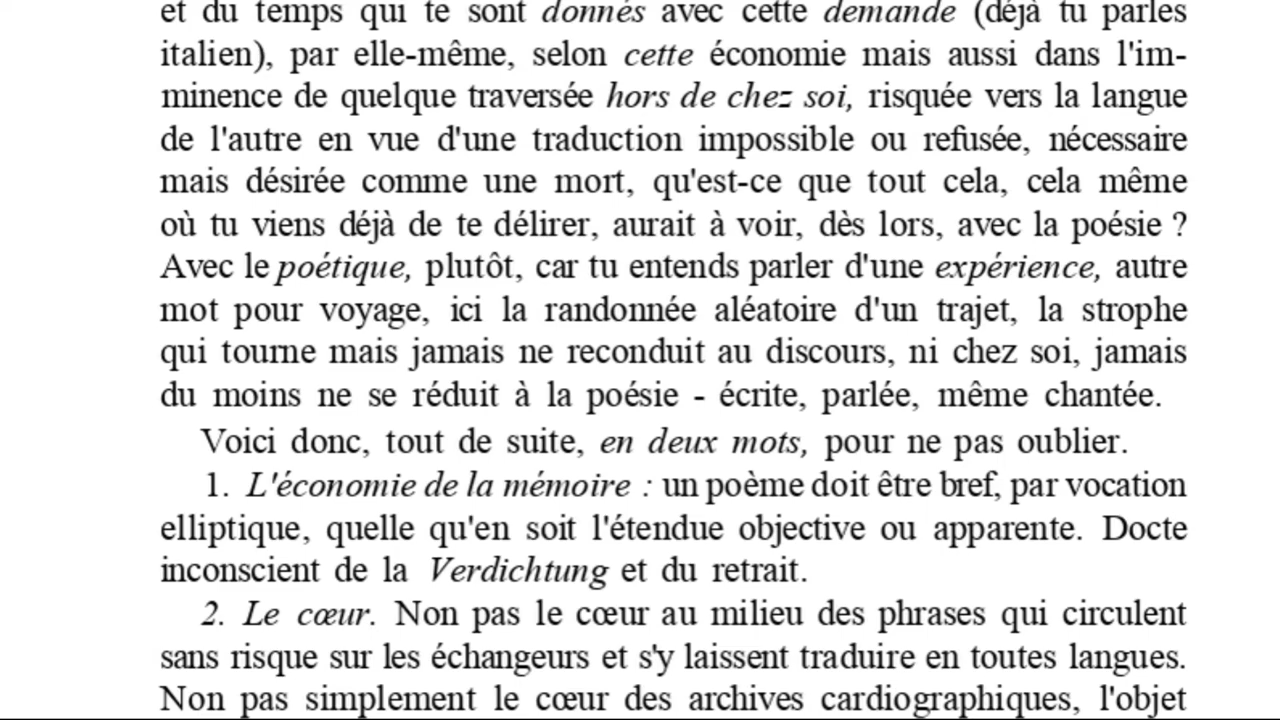 et du temps qui te sont donnés avec cette demande (déjà tu parles
italien), par elle-même, selon cette économie mais aussi dans l'im-
minence de quelque traversée hors de chez soi, risquée vers la langue
de l'autre en vue d'une traduction impossible ou refusée, nécessaire
mais désirée comme une mort, qu'est-ce que tout cela, cela même
où tu viens déjà de te délirer, aurait à voir, dès lors, avec la poésie ?
Avec le poétique, plutôt, car tu entends parler d'une expérience, autre
mot pour voyage, ici la randonnée aléatoire d'un trajet, la strophe
qui tourne mais jamais ne reconduit au discours, ni chez soi, jamais
du moins ne se réduit à la poésie - écrite, parlée, même chantée.
Voici donc, tout de suite, en deux mots, pour ne pas oublier.
1. L'économie de la mémoire : un poème doit être bref, par vocation
elliptique, quelle qu'en soit l'étendue objective ou apparente. Docte
inconscient de la Verdichtung et du retrait.
2. Le cœur. Non pas le cœur au milieu des phrases qui circulent
sans risque sur les échangeurs et s'y laissent traduire en toutes langues.
Non pas simplement le cœur des archives cardiographiques, l'objet